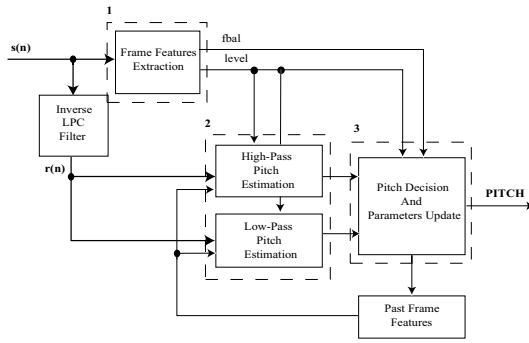 1
s(n)
Frame Features
Extraction
fbal
level
Inverse
LPC
Filter
r(n)
2
High-Pass
Pitch
Estimation
Low-Pass
Pitch
Estimation
3
Pitch Decision
And
Parameters Update
PITCH
Past Frame
Features